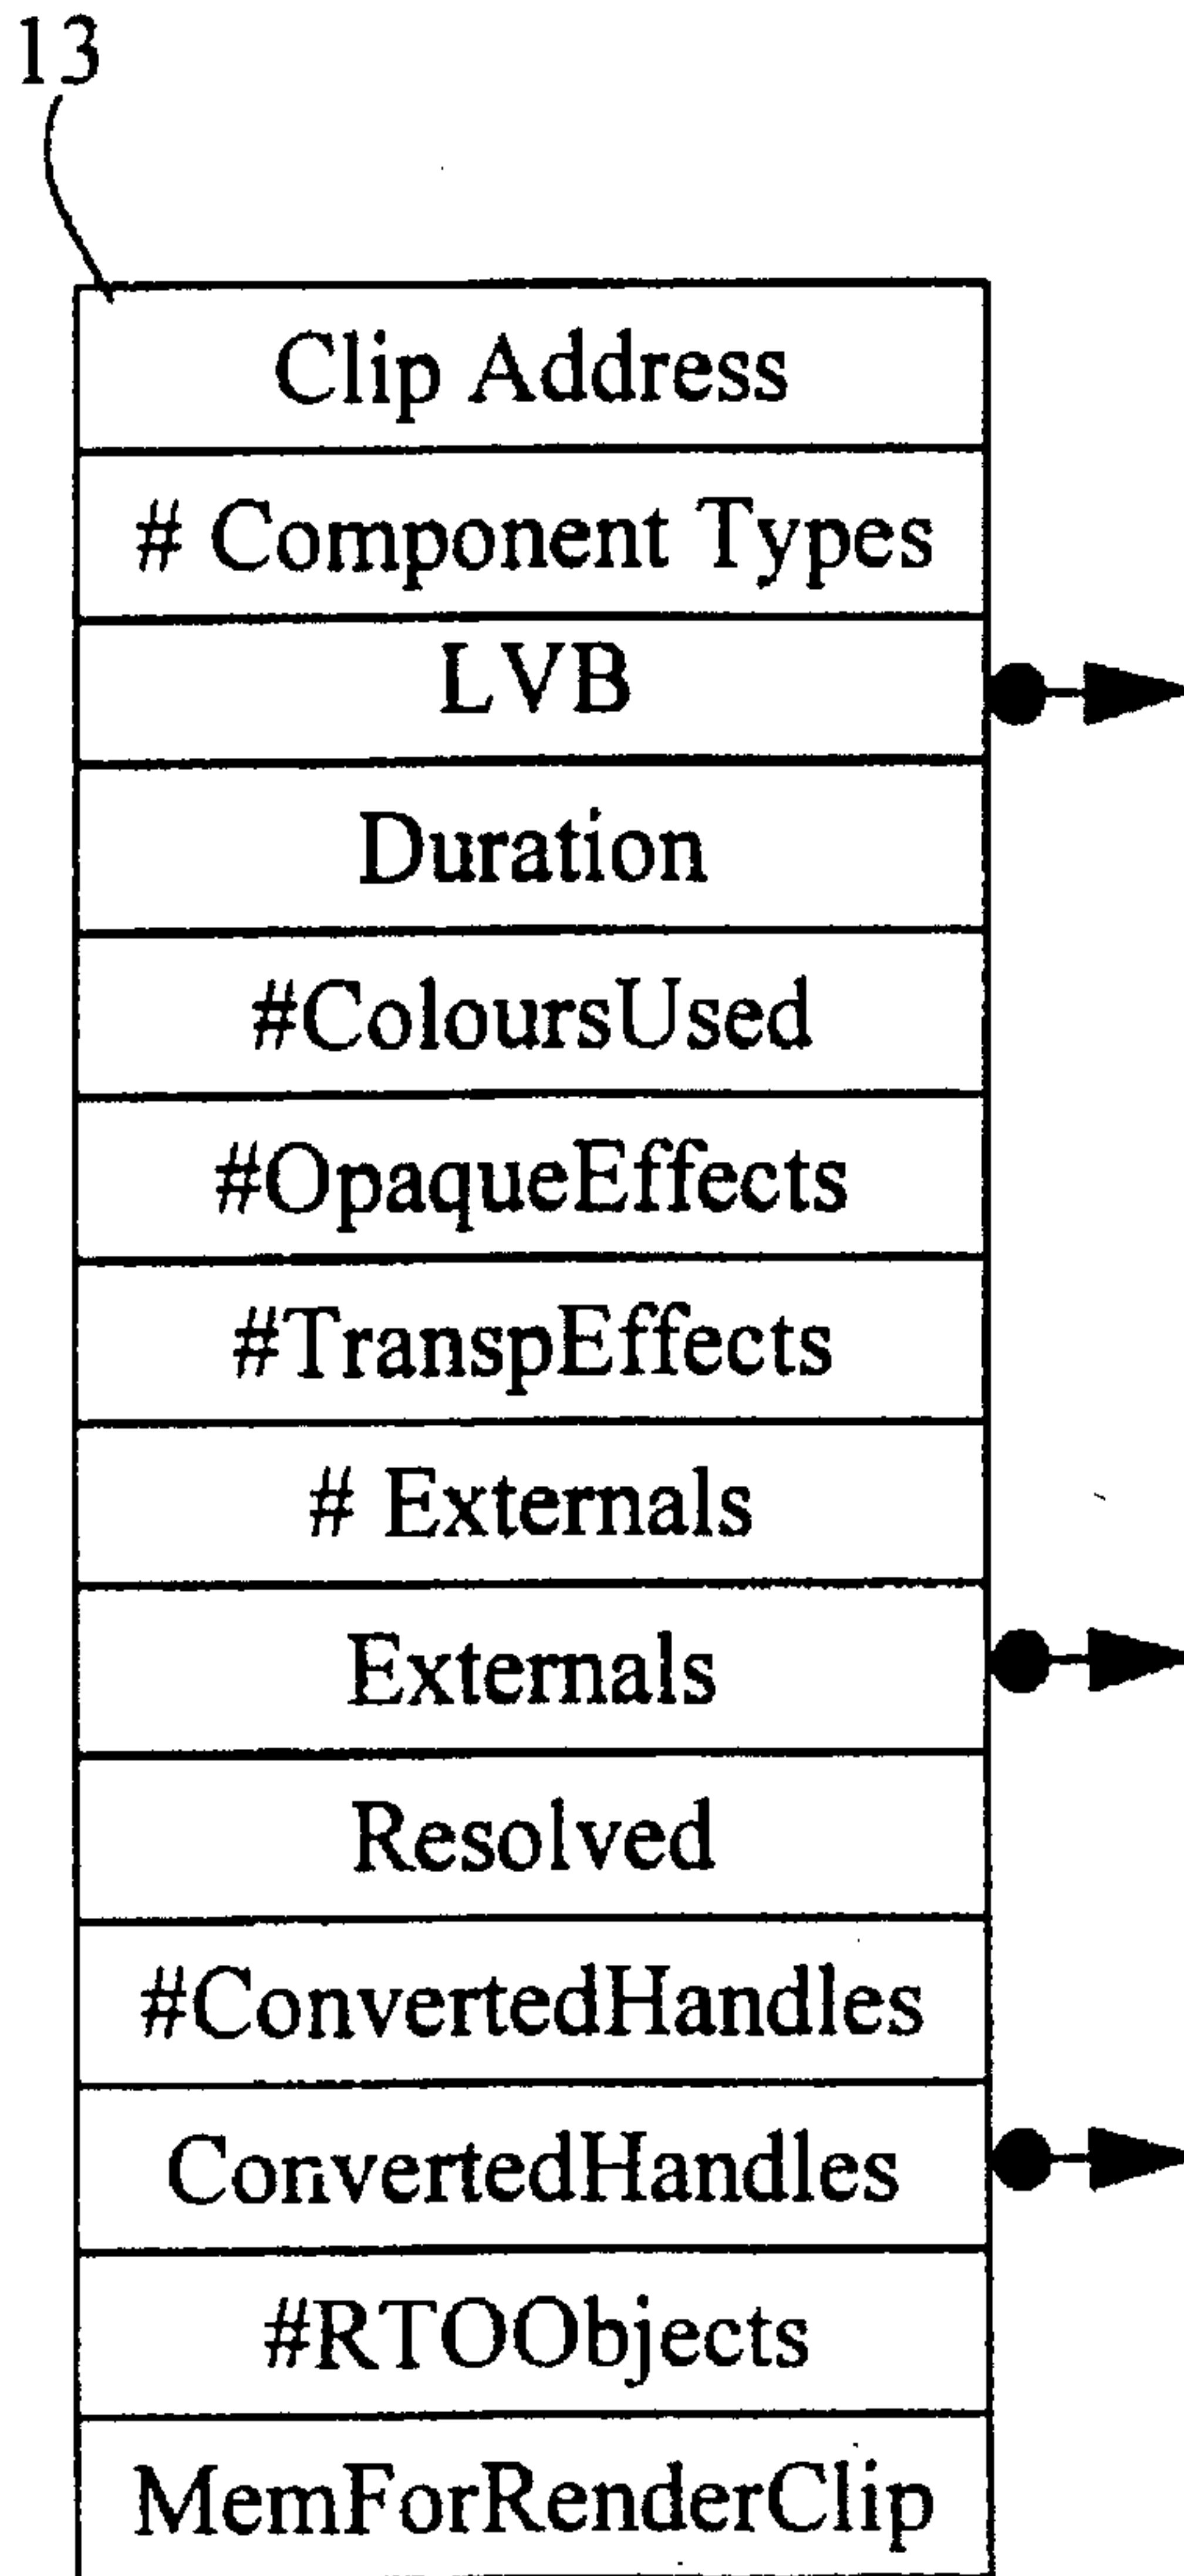 13
Clip Address
# Component Types
LVB
Duration
#ColoursUsed
#OpaqueEffects
#TranspEffects
# Externals
Externals
Resolved
#ConvertedHandles
ConvertedHandles
#RTOObjects
MemForRenderClip